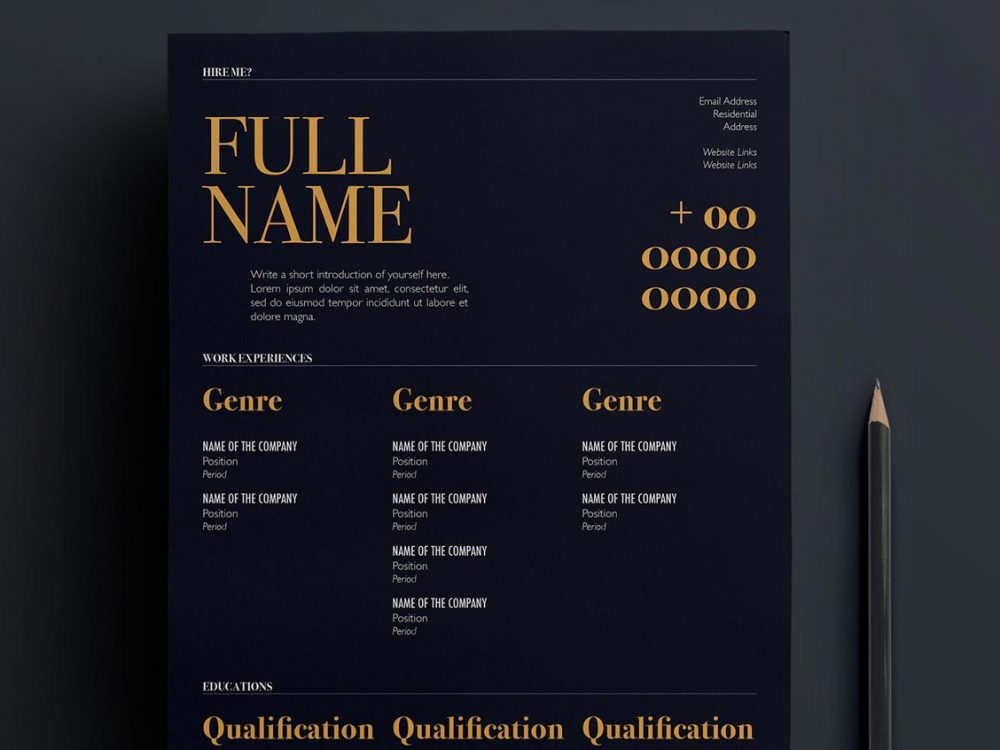 HIRE ME?
FULL
NAME
Write a short introduction of yourself here.
Lorem ipsum dolor sit amet, consectetur elit,
sed do eiusmod tempor incididunt ut labore et
dolore magna.
Email Address
Residential
Address
Website Links
Website Links
+ 00
0000
0000
WORK EXPERIENCES
Genre
NAME OF THE COMPANY
Position
Period
NAME OF THE COMPANY
Position
Period
Genre
NAME OF THE COMPANY
Position
Period
NAME OF THE COMPANY
Position
Period
NAME OF THE COMPANY
Position
Period
NAME OF THE COMPANY
Position
Period
Genre
NAME OF THE COMPANY
Position
Period
NAME OF THE COMPANY
Position
Period
EDUCATIONS
Qualification
Qualification
Qualification